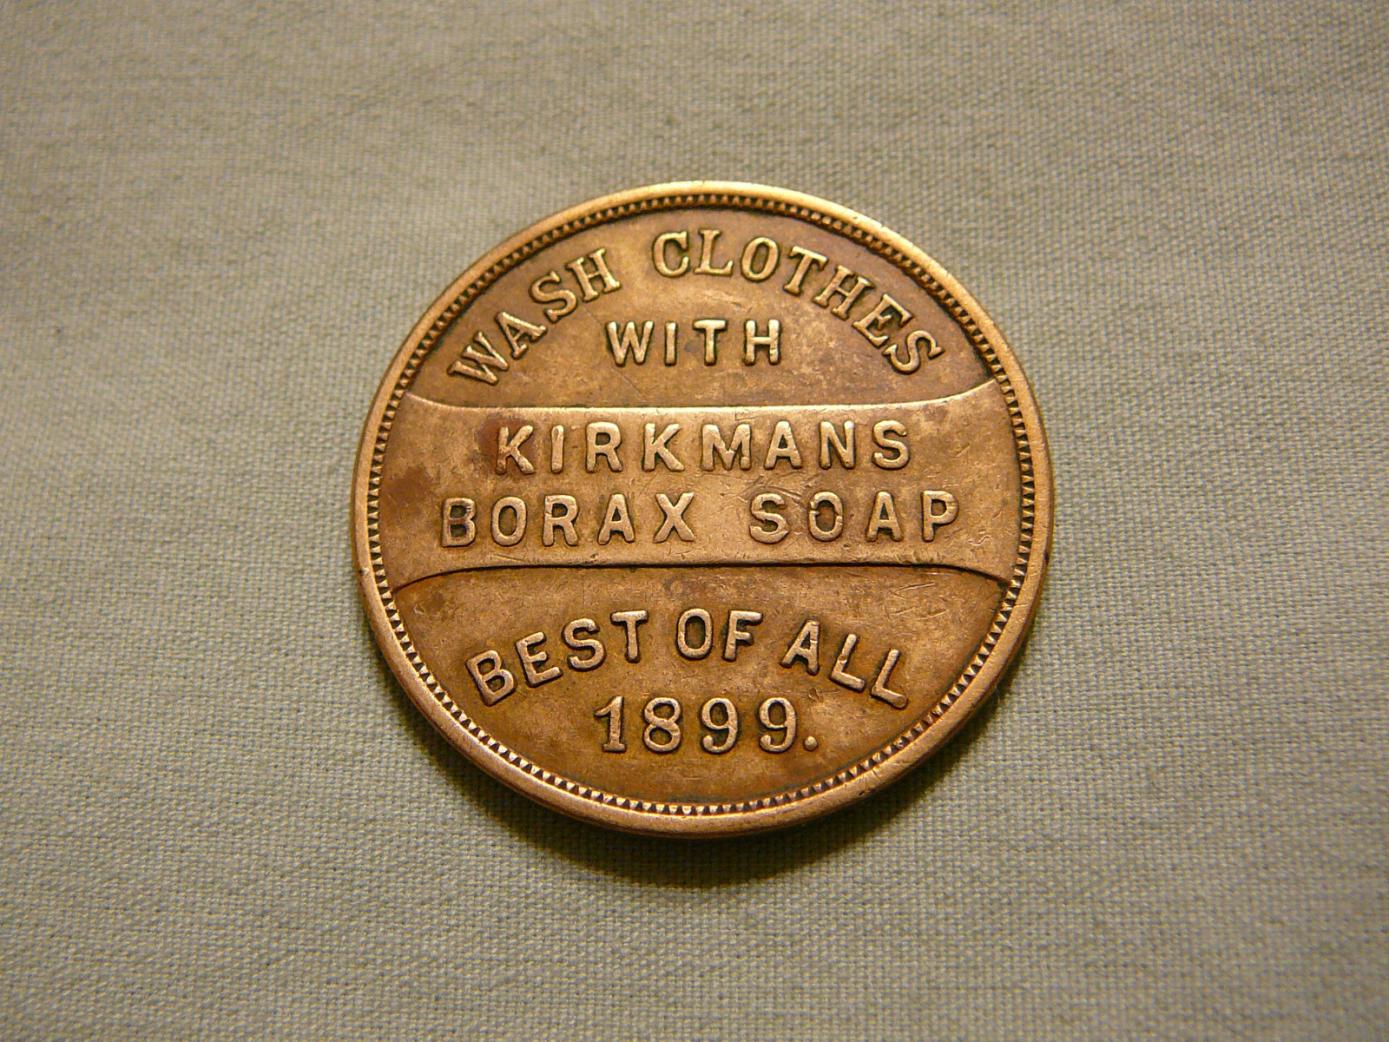 WASH CLOTHES
WITH
KIRKMANS
BORAX SOAP
BEST OF ALL
1899.